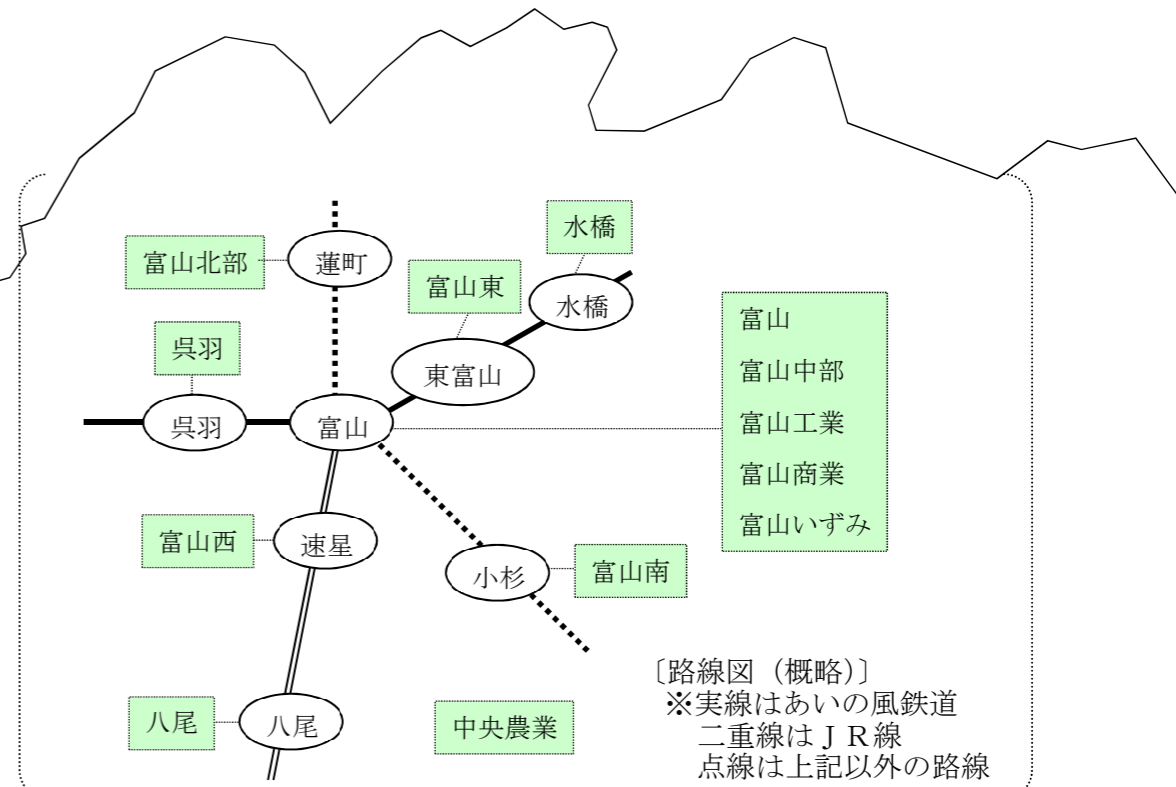 水橋
富山北部
蓮町
富山東
水橋
富山
呉羽
東富山
富山中部
呉羽
富山
富山工業
富山商業
富山いずみ
富山西
速星
小杉
富山南
〔路線図（概略）〕
※実線はあいの風鉄道
二重線はＪＲ線
点線は上記以外の路線
八尾
八尾
中央農業